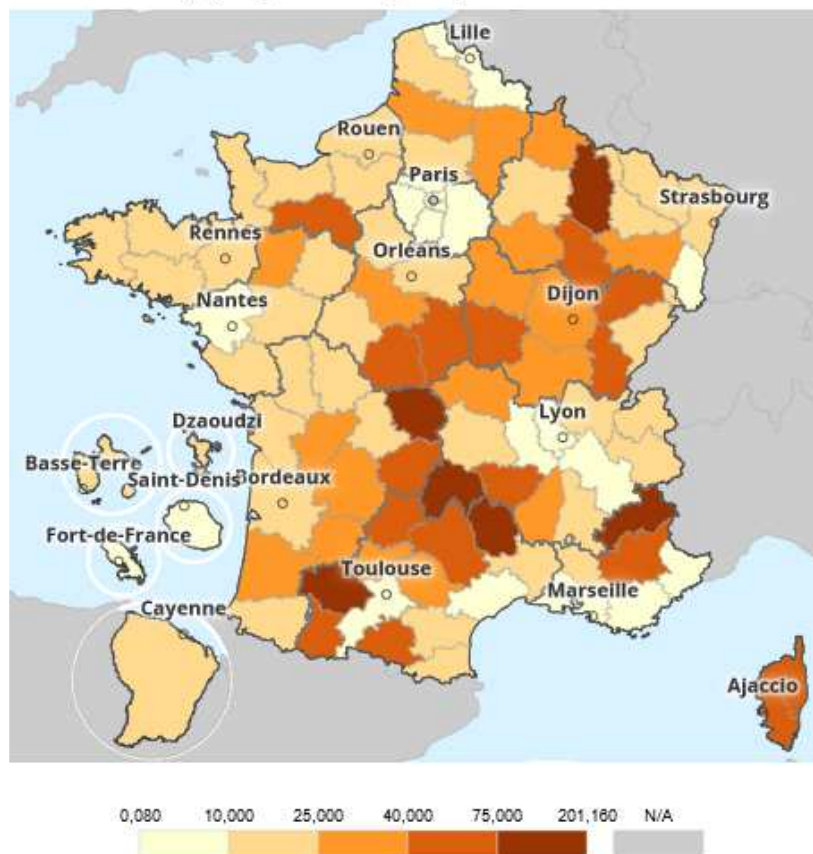 Lille
Rouen
Paris
Strasbourg
Rennes
Orléans
Nantes
Dijon
Dzaoudzi
Lyon
Basse-Terre
Saint-Denis
Bordeaux
Fort-de-France
Toulouse
Marseille
Cayenne
Ajaccio
0,080 10,000 25,000 40,000 75,000 201,160 N/A